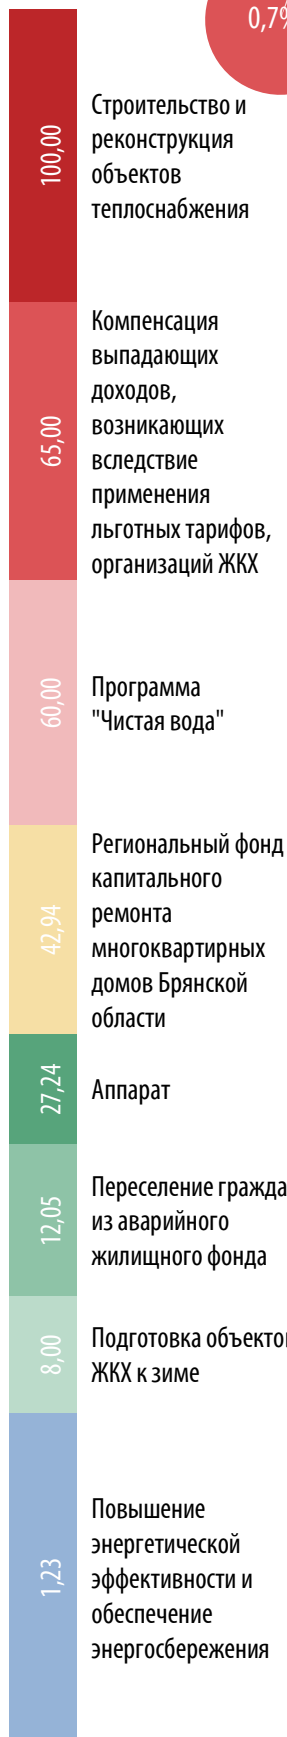 0,7%
100,00
Строительство и
реконструкция
объектов
теплоснабжения
65,00
Компенсация
выпадающих
доходов,
возникающих
вследствие
применения
льготных тарифов,
организаций ЖКХ
60,00
Программа
"Чистая вода"
42,94
Региональный фонд
капитального
ремонта
многоквартирных
домов Брянской
области
27,24
Аппарат
12,05
Переселение гражда
из аварийного
жилищного фонда
8,00
Подготовка объектов
ЖКХ к зиме
1,23
Повышение
энергетической
эффективности и
обеспечение
энергосбережения